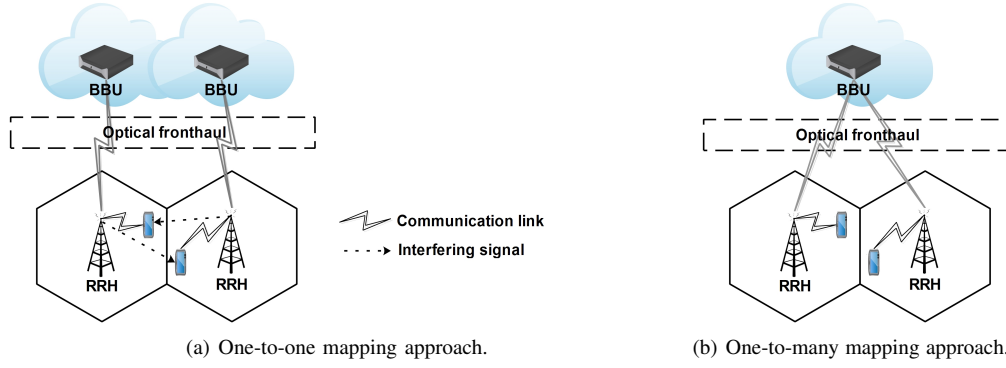 BBU
BBU
Optical fronthaul
RRH
RRH
Communication link
Interfering signal
(a) One-to-one mapping approach.
BBU
Optical fronthaul
RRH
RRH
(b) One-to-many mapping approach.